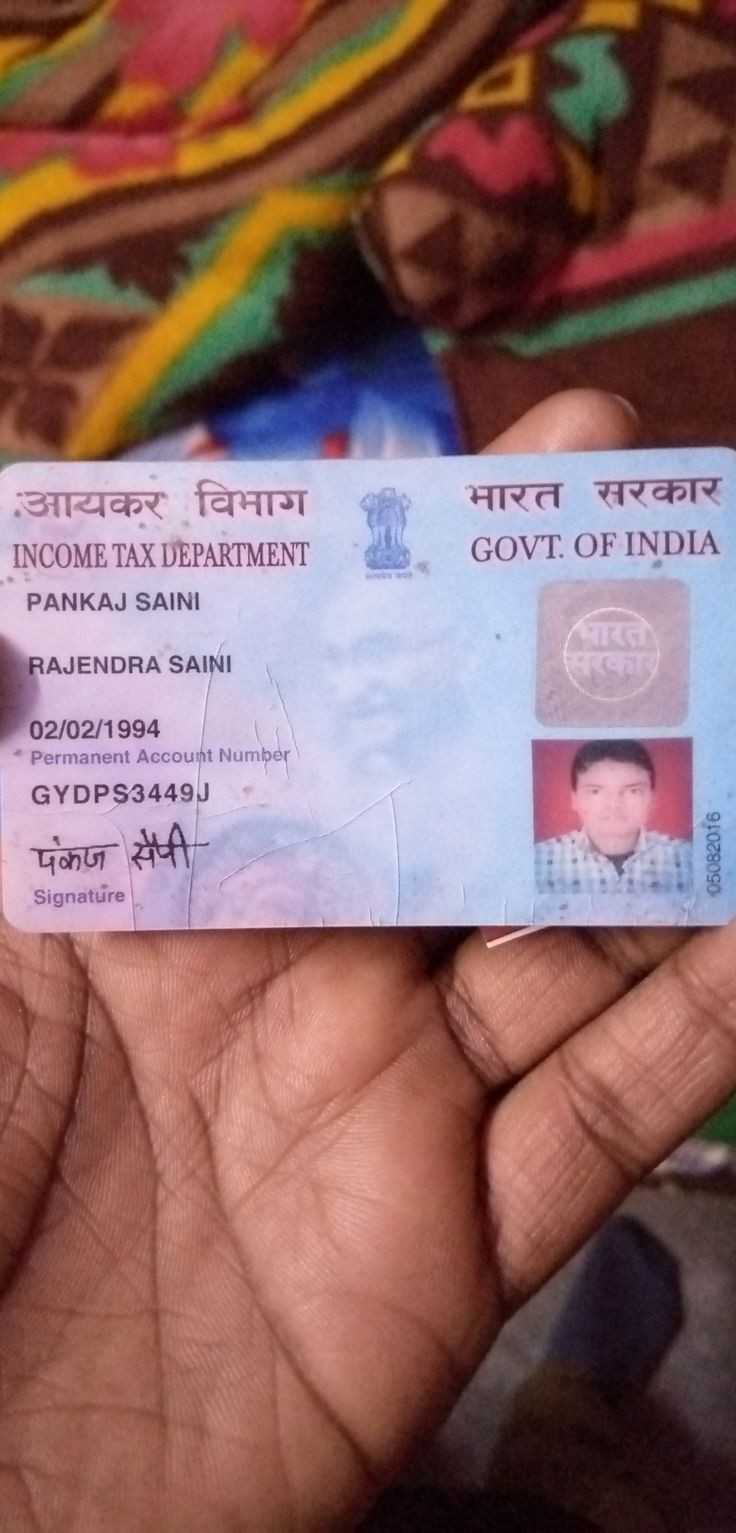 आयकर विभाग
INCOME TAX DEPARTMENT
भारत सरकार
GOVT. OF INDIA
PANKAJ SAINI
RAJENDRA SAINI
02/02/1994
Permanent Account Number
GYDPS3449J
पंकज सैणी
Signature
भारत
सरकार
05082016